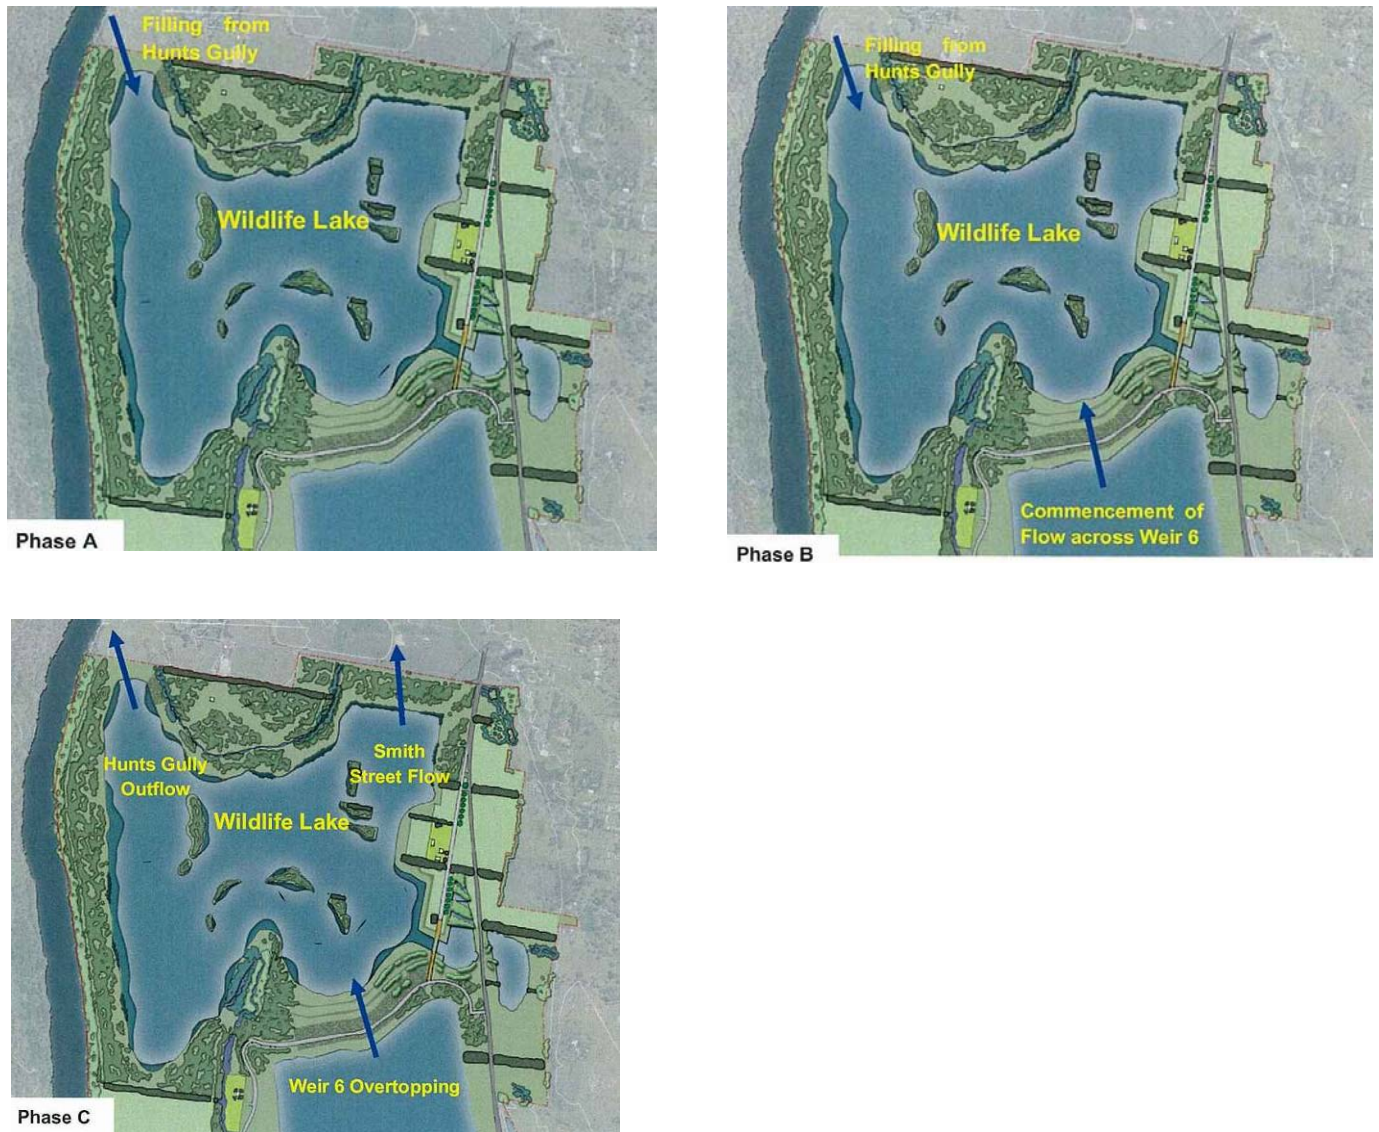 Filling from
Hunts Gully
Wildlife Lake
Phase A
Filling from
Hunts Gully
Wildlife Lake
Commencement of
Flow across Weir 6
Phase B
Smith
Street Flow
Hunts Gully
Outflow
Wildlife Lake
Weir 6 Overtopping
Phase C